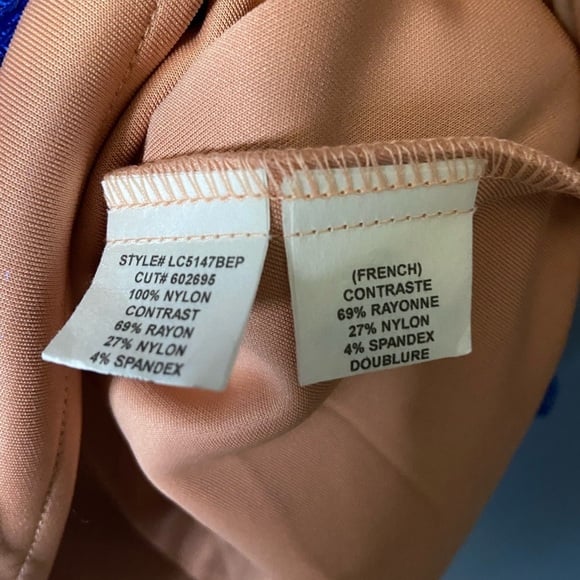 STYLE# LC5147BEP
CUT# 602695
100% NYLON
CONTRAST
69% RAYON
27% NYLON
4% SPANDEX
(FRENCH)
CONTRASTE
69% RAYONNE
27% NYLON
4% SPANDEX
DOUBLURE